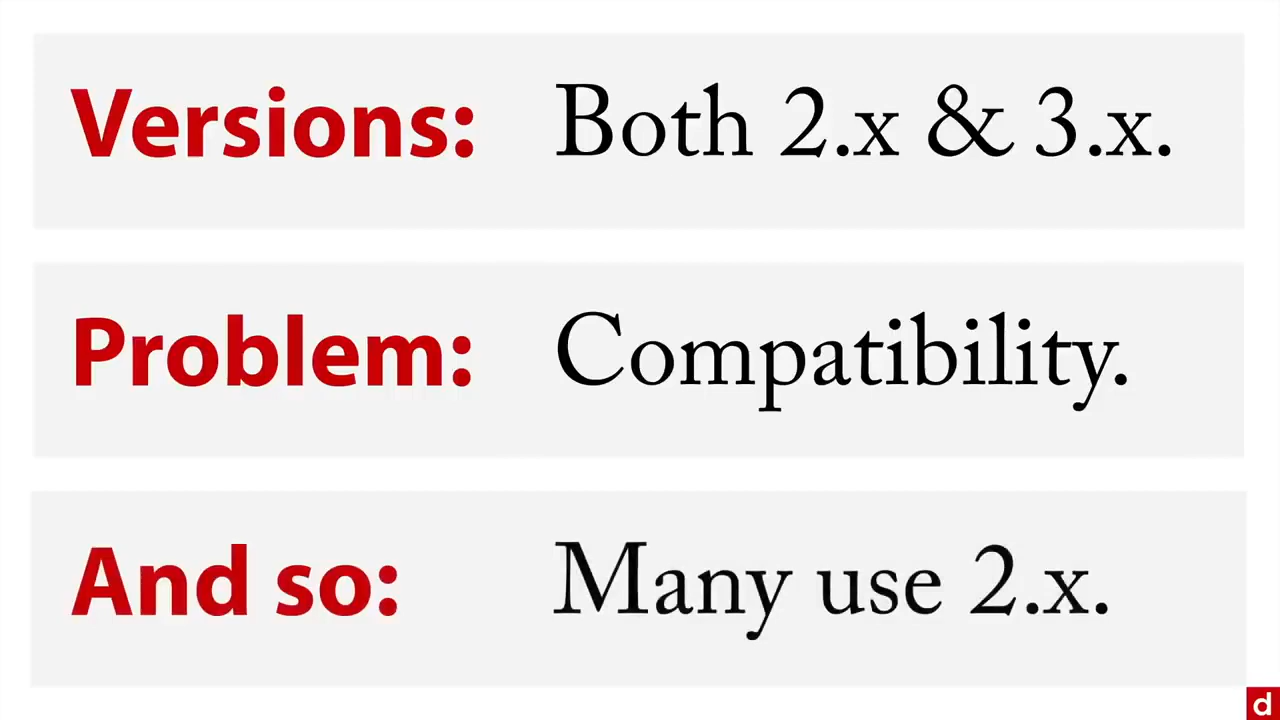 Versions: Both 2.x & 3.x.
Problem: Compatibility.
And so: Many use 2.x.
d